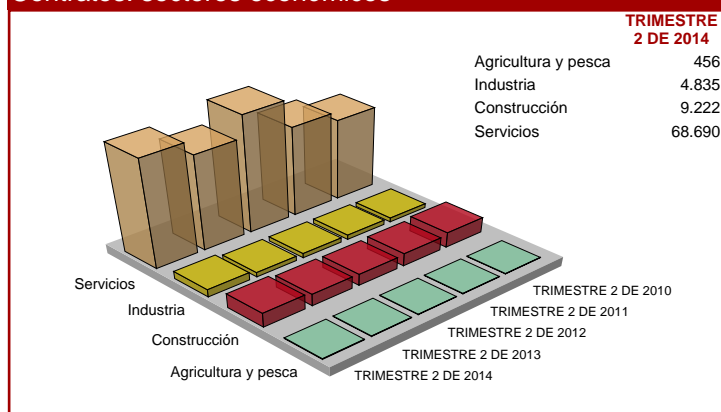 Contratos: sectores económicos
TRIMESTRE
2 DE 2014
Agricultura y pesca 456
Industria 4.835
Construcción 9.222
Servicios 68.690
Servicios
Industria
Construcción
Agricultura y pesca
TRIMESTRE 2 DE 2010
TRIMESTRE 2 DE 2011
TRIMESTRE 2 DE 2012
TRIMESTRE 2 DE 2013
TRIMESTRE 2 DE 2014